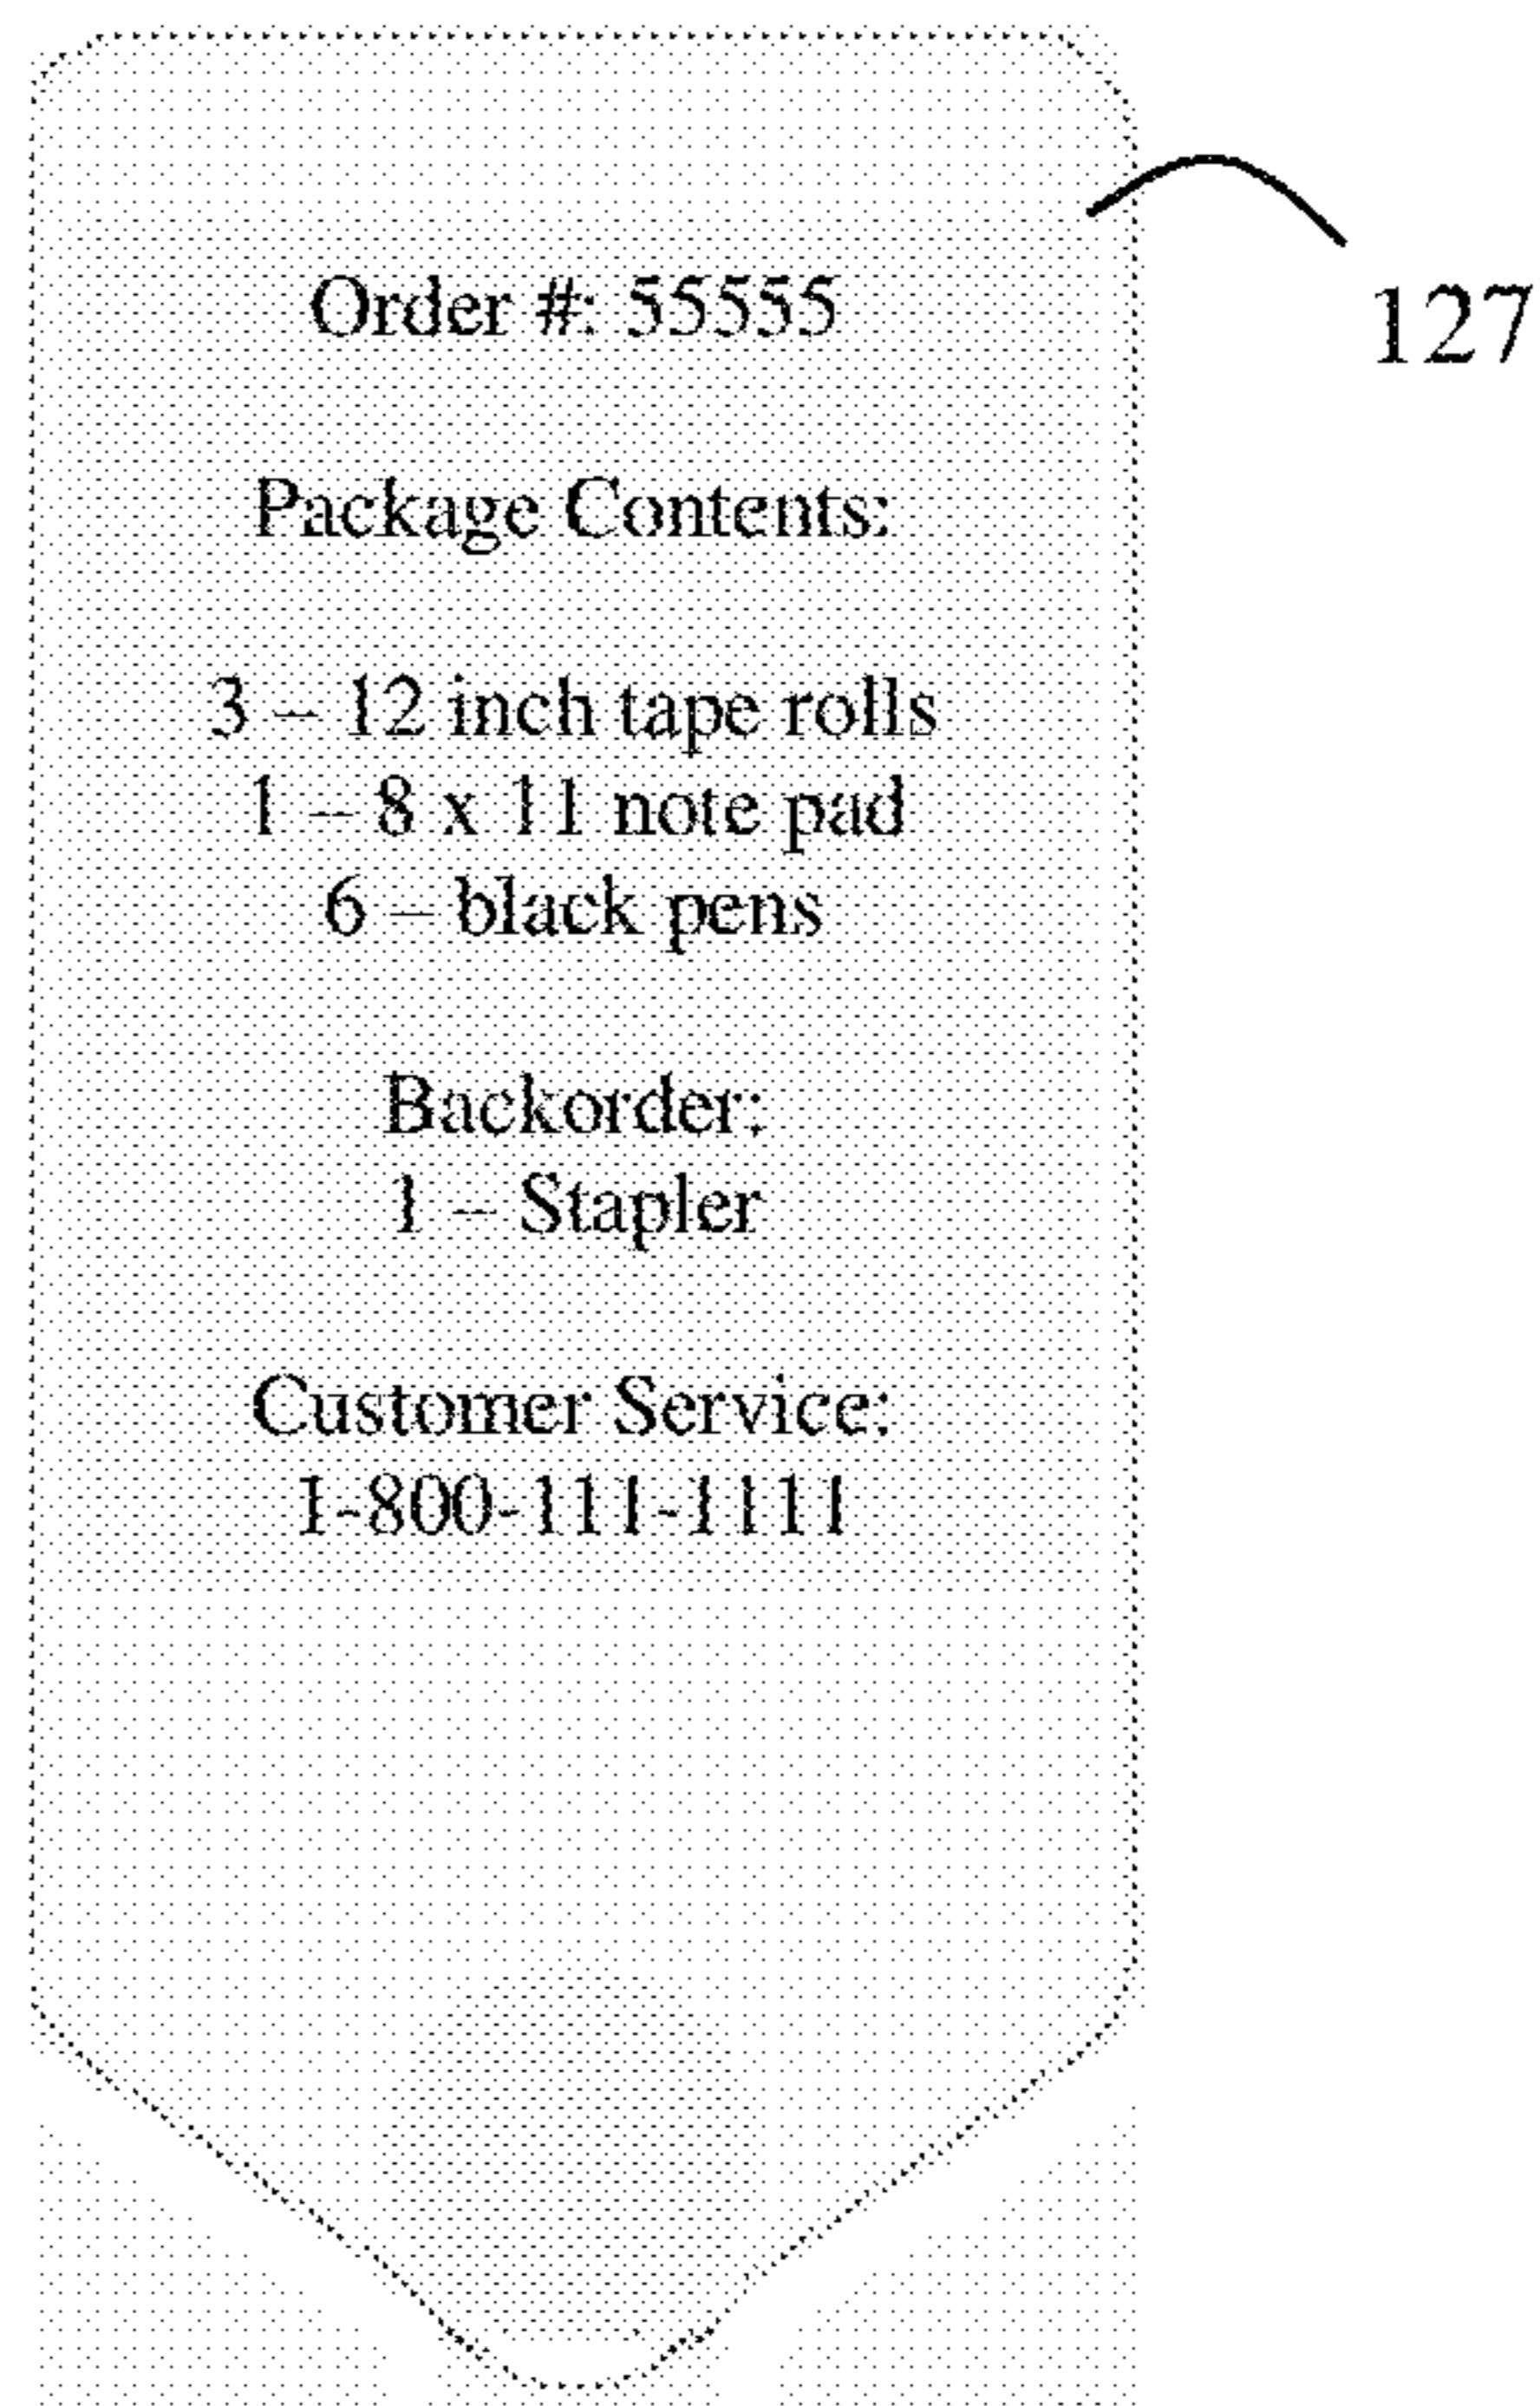 Order #: 55555
127
Package Contents:
3 – 12 inch tape rolls
1 – 8 x 11 note pad
6 – black pens
Backorder:
1 – Stapler
Customer Service:
1-800-111-1111